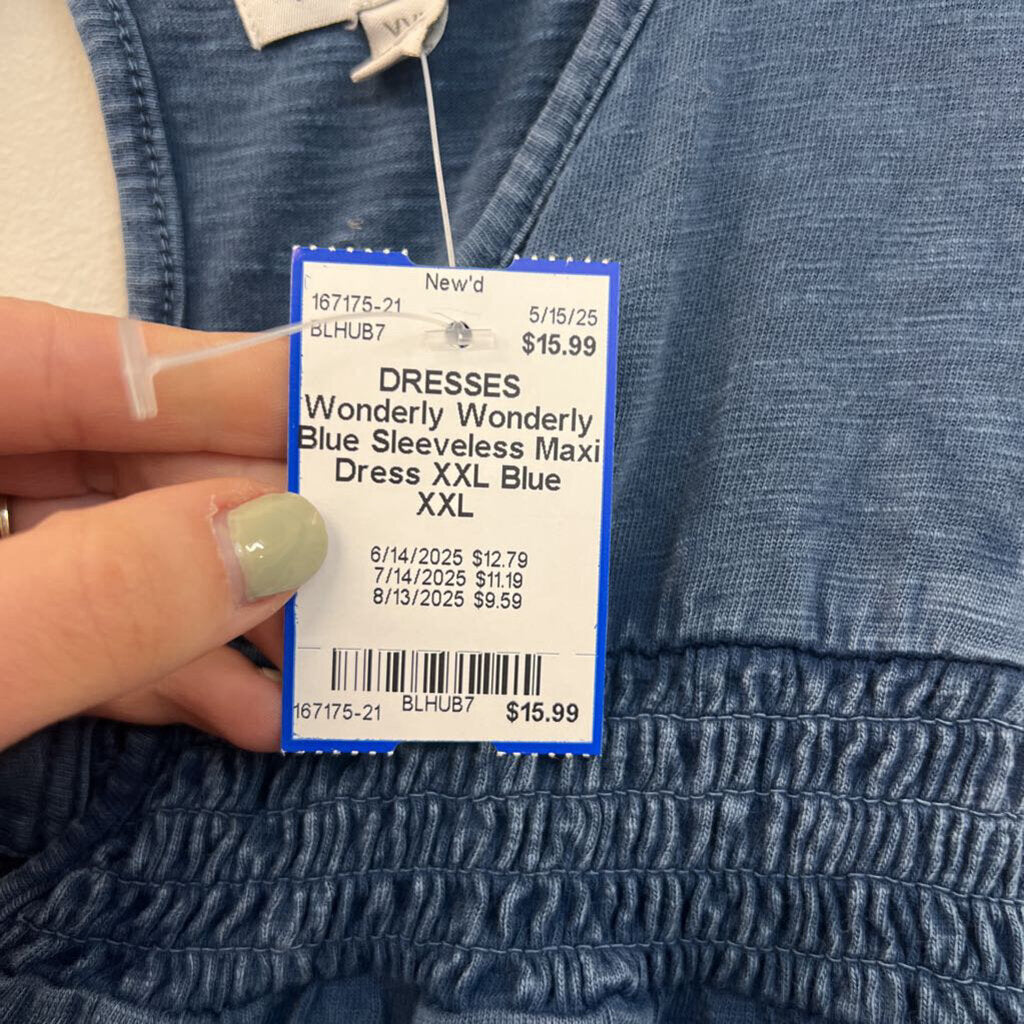 New'd
167175-21
5/15/25
BLHUB7
$15.99
DRESSES
Wonderly Wonderly
Blue Sleeveless Maxi
Dress XXL Blue
XXL
6/14/2025 $12.79
7/14/2025 $11.19
8/13/2025 $9.59
167175-21 BLHUB7 $15.99